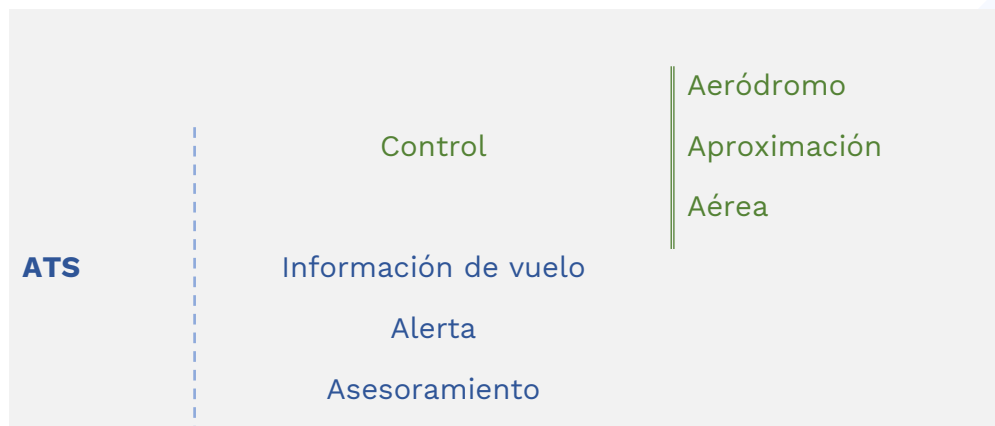 Aeródromo
Control
Aproximación
Aérea
ATS
Información de vuelo
Alerta
Asesoramiento